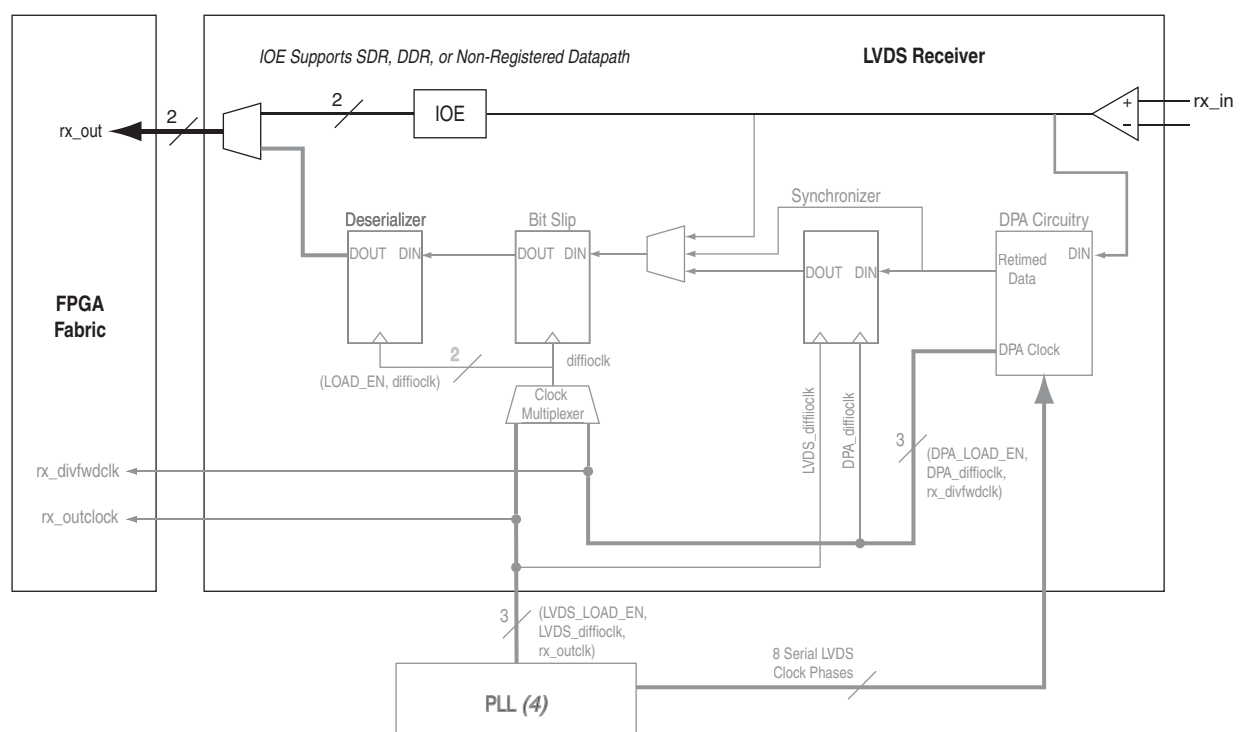 IOE Supports SDR, DDR, or Non-Registered Datapath
LVDS Receiver
2
IOE
+
–
rx_in
rx_out
2
Synchronizer
Deserializer
Bit Slip
DPA Circuitry
DOUT DIN
DOUT DIN
DOUT DIN
Retimed
Data
DIN
FPGA
Fabric
2
diffioclk
(LOAD_EN, diffioclk)
DPA Clock
Clock
Multiplexer
LVDS_diffiioclk
DPA_diffioclk
3
(DPA_LOAD_EN,
DPA_diffioclk,
rx_divfwdclk)
rx_divfwdclk
rx_outclock
3
(LVDS_LOAD_EN,
LVDS_diffioclk,
rx_outclk)
8 Serial LVDS
Clock Phases
PLL (4)